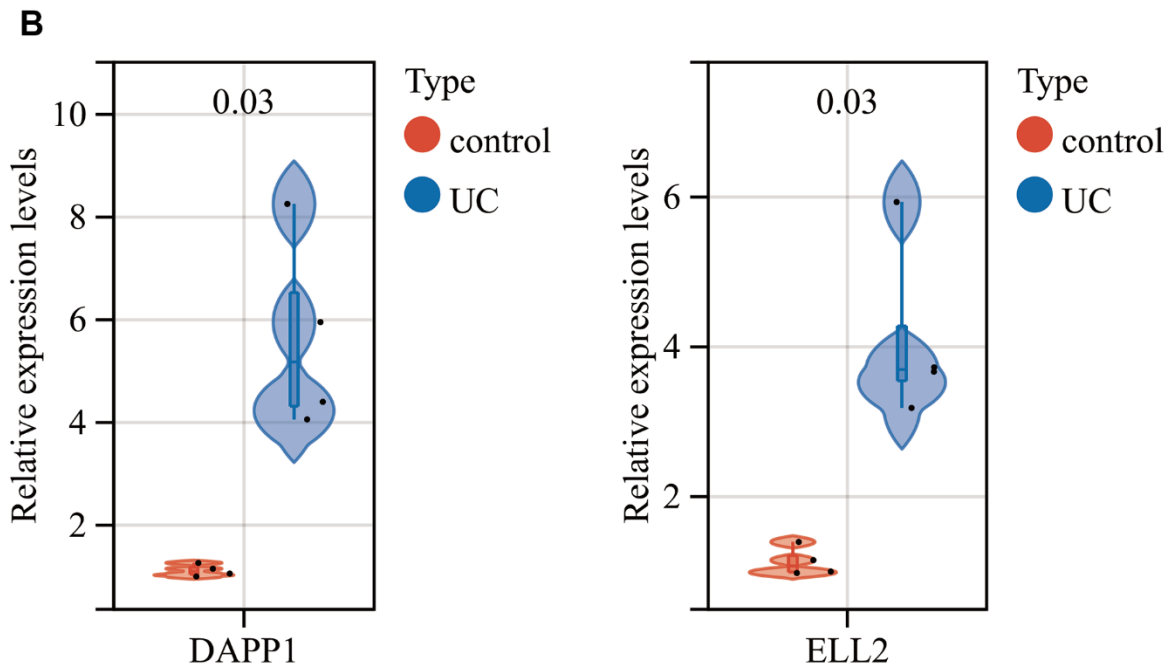 B
Relative expression levels
10
8
6
4
2
0.03
DAPP1
Type
control
UC
Relative expression levels
6
4
2
0.03
ELL2
Type
control
UC